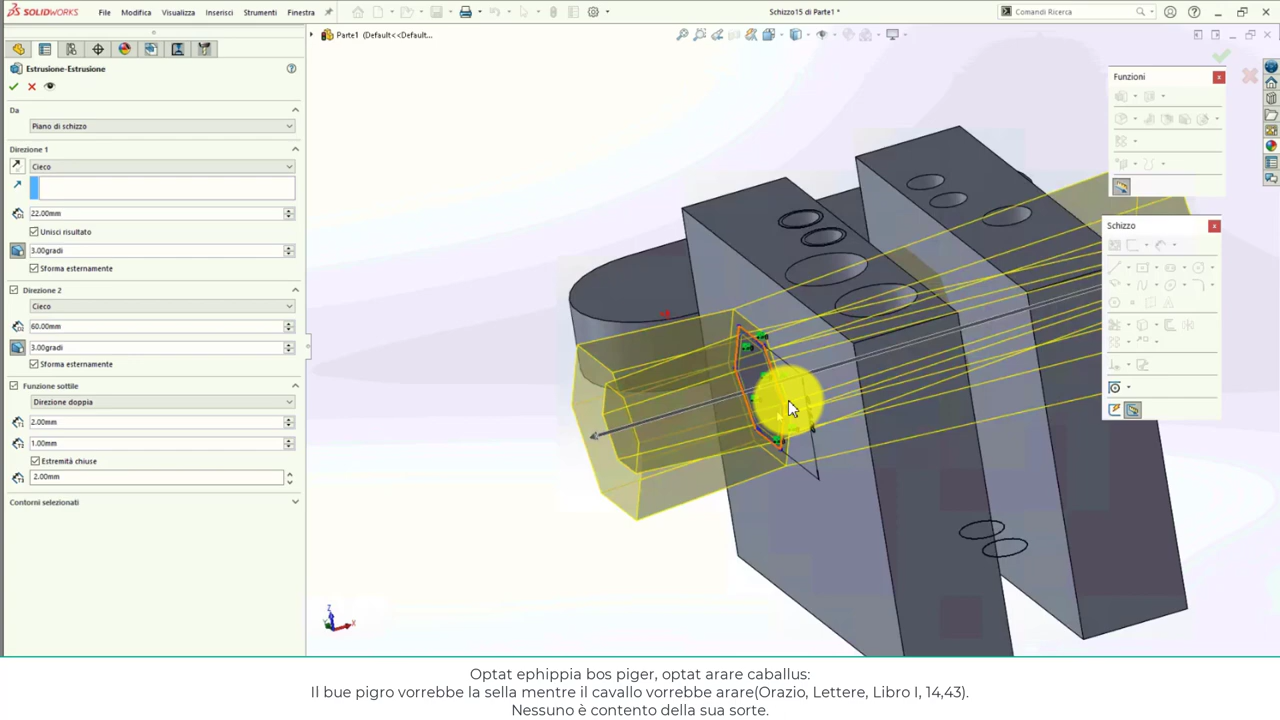 SOLIDWORKS
File
Modifica
Visualizza
Inserisci
Strumenti
Finestra
Schizzo15 di Parte1 *
Comandi Ricerca
Parte1 (Default<<Default...
Estrusione-Estrusione
Da
Piano di schizzo
Direzione 1
Cieco
22.00mm
Unisci risultato
3.00gradi
Sforma esternamente
Direzione 2
Cieco
60.00mm
3.00gradi
Sforma esternamente
Funzione sottile
Direzione doppia
2.00mm
1.00mm
Estremità chiuse
2.00mm
Contorni selezionati
Funzioni
Schizzo
Z
X
Optat ephippia bos piger, optat arare caballus:
Il bue pigro vorrebbe la sella mentre il cavallo vorrebbe arare(Orazio, Lettere, Libro I, 14,43).
Nessuno è contento della sua sorte.